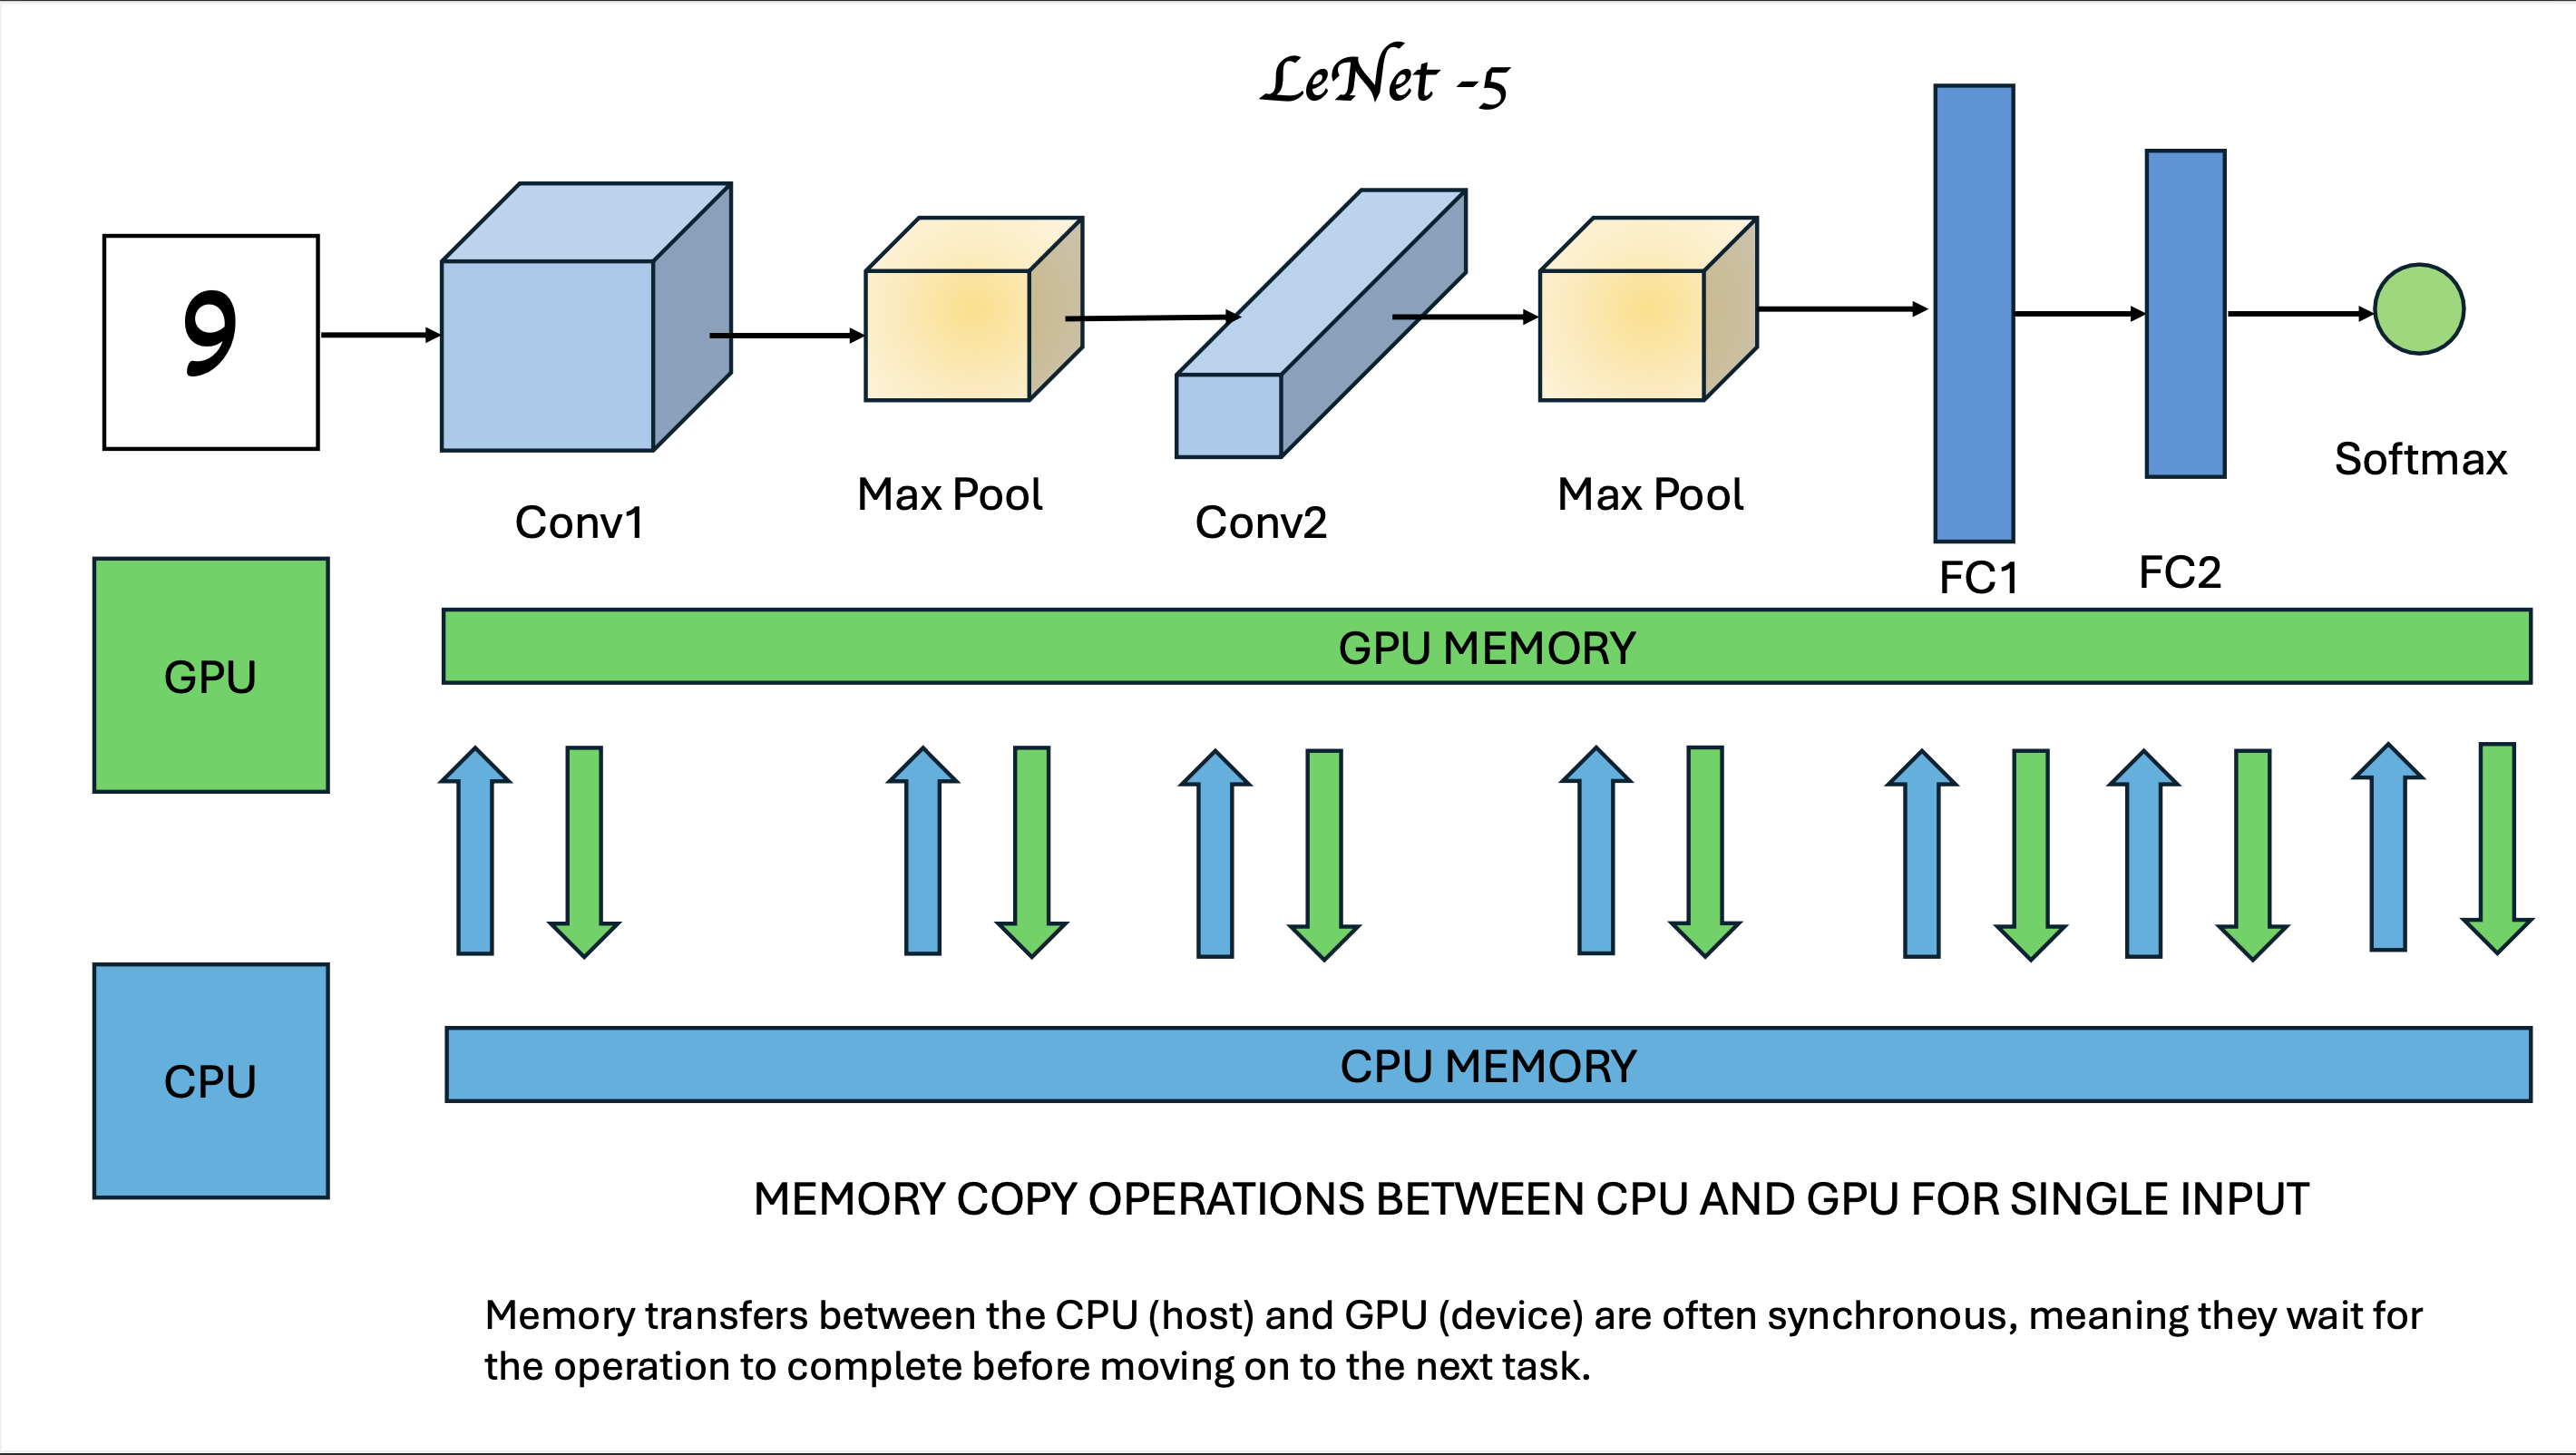 LeNet -5
9
Conv1
Max Pool
Conv2
Max Pool
FC1
FC2
Softmax
GPU
GPU MEMORY
CPU
CPU MEMORY
MEMORY COPY OPERATIONS BETWEEN CPU AND GPU FOR SINGLE INPUT
Memory transfers between the CPU (host) and GPU (device) are often synchronous, meaning they wait for
the operation to complete before moving on to the next task.